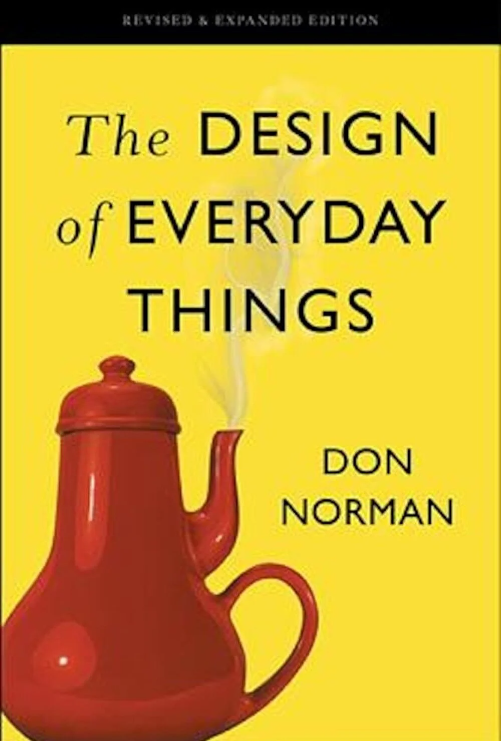 REVISED & EXPANDED EDITION
The DESIGN
of EVERYDAY
THINGS
DON
NORMAN